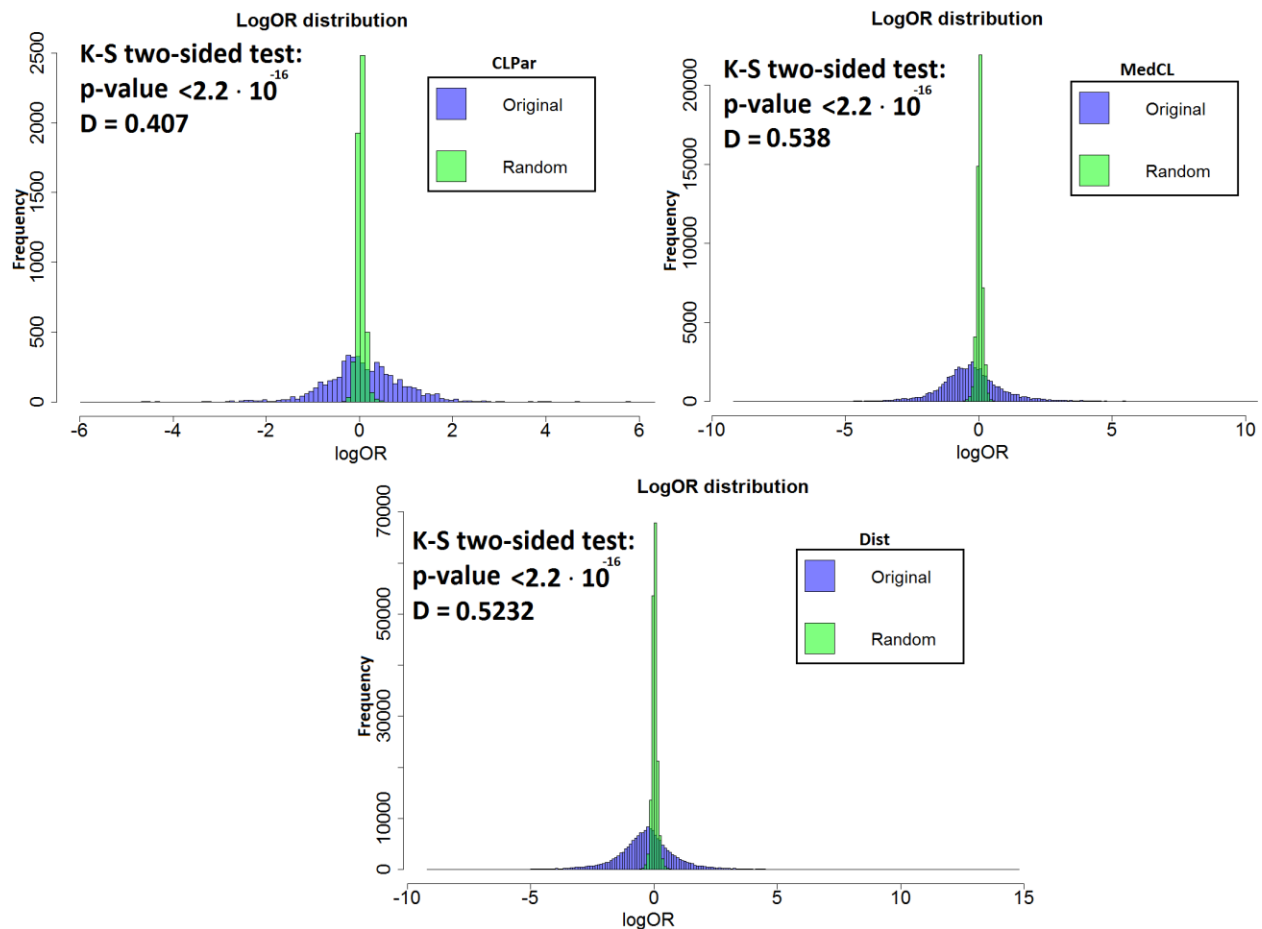 LogOR distribution
K-S two-sided test:
p-value <2.2 · 10^-16
D = 0.407
CLPar
Original
Random
Frequency
0
500
1000
1500
2000
2500
-6
-4
-2
0
2
4
6
logOR
LogOR distribution
K-S two-sided test:
p-value <2.2 · 10^-16
D = 0.538
MedCL
Original
Random
Frequency
0
5000
10000
15000
20000
-10
-5
0
5
10
logOR
LogOR distribution
K-S two-sided test:
p-value <2.2 · 10^-16
D = 0.5232
Dist
Original
Random
Frequency
0
10000
30000
50000
70000
-10
-5
0
5
10
15
logOR